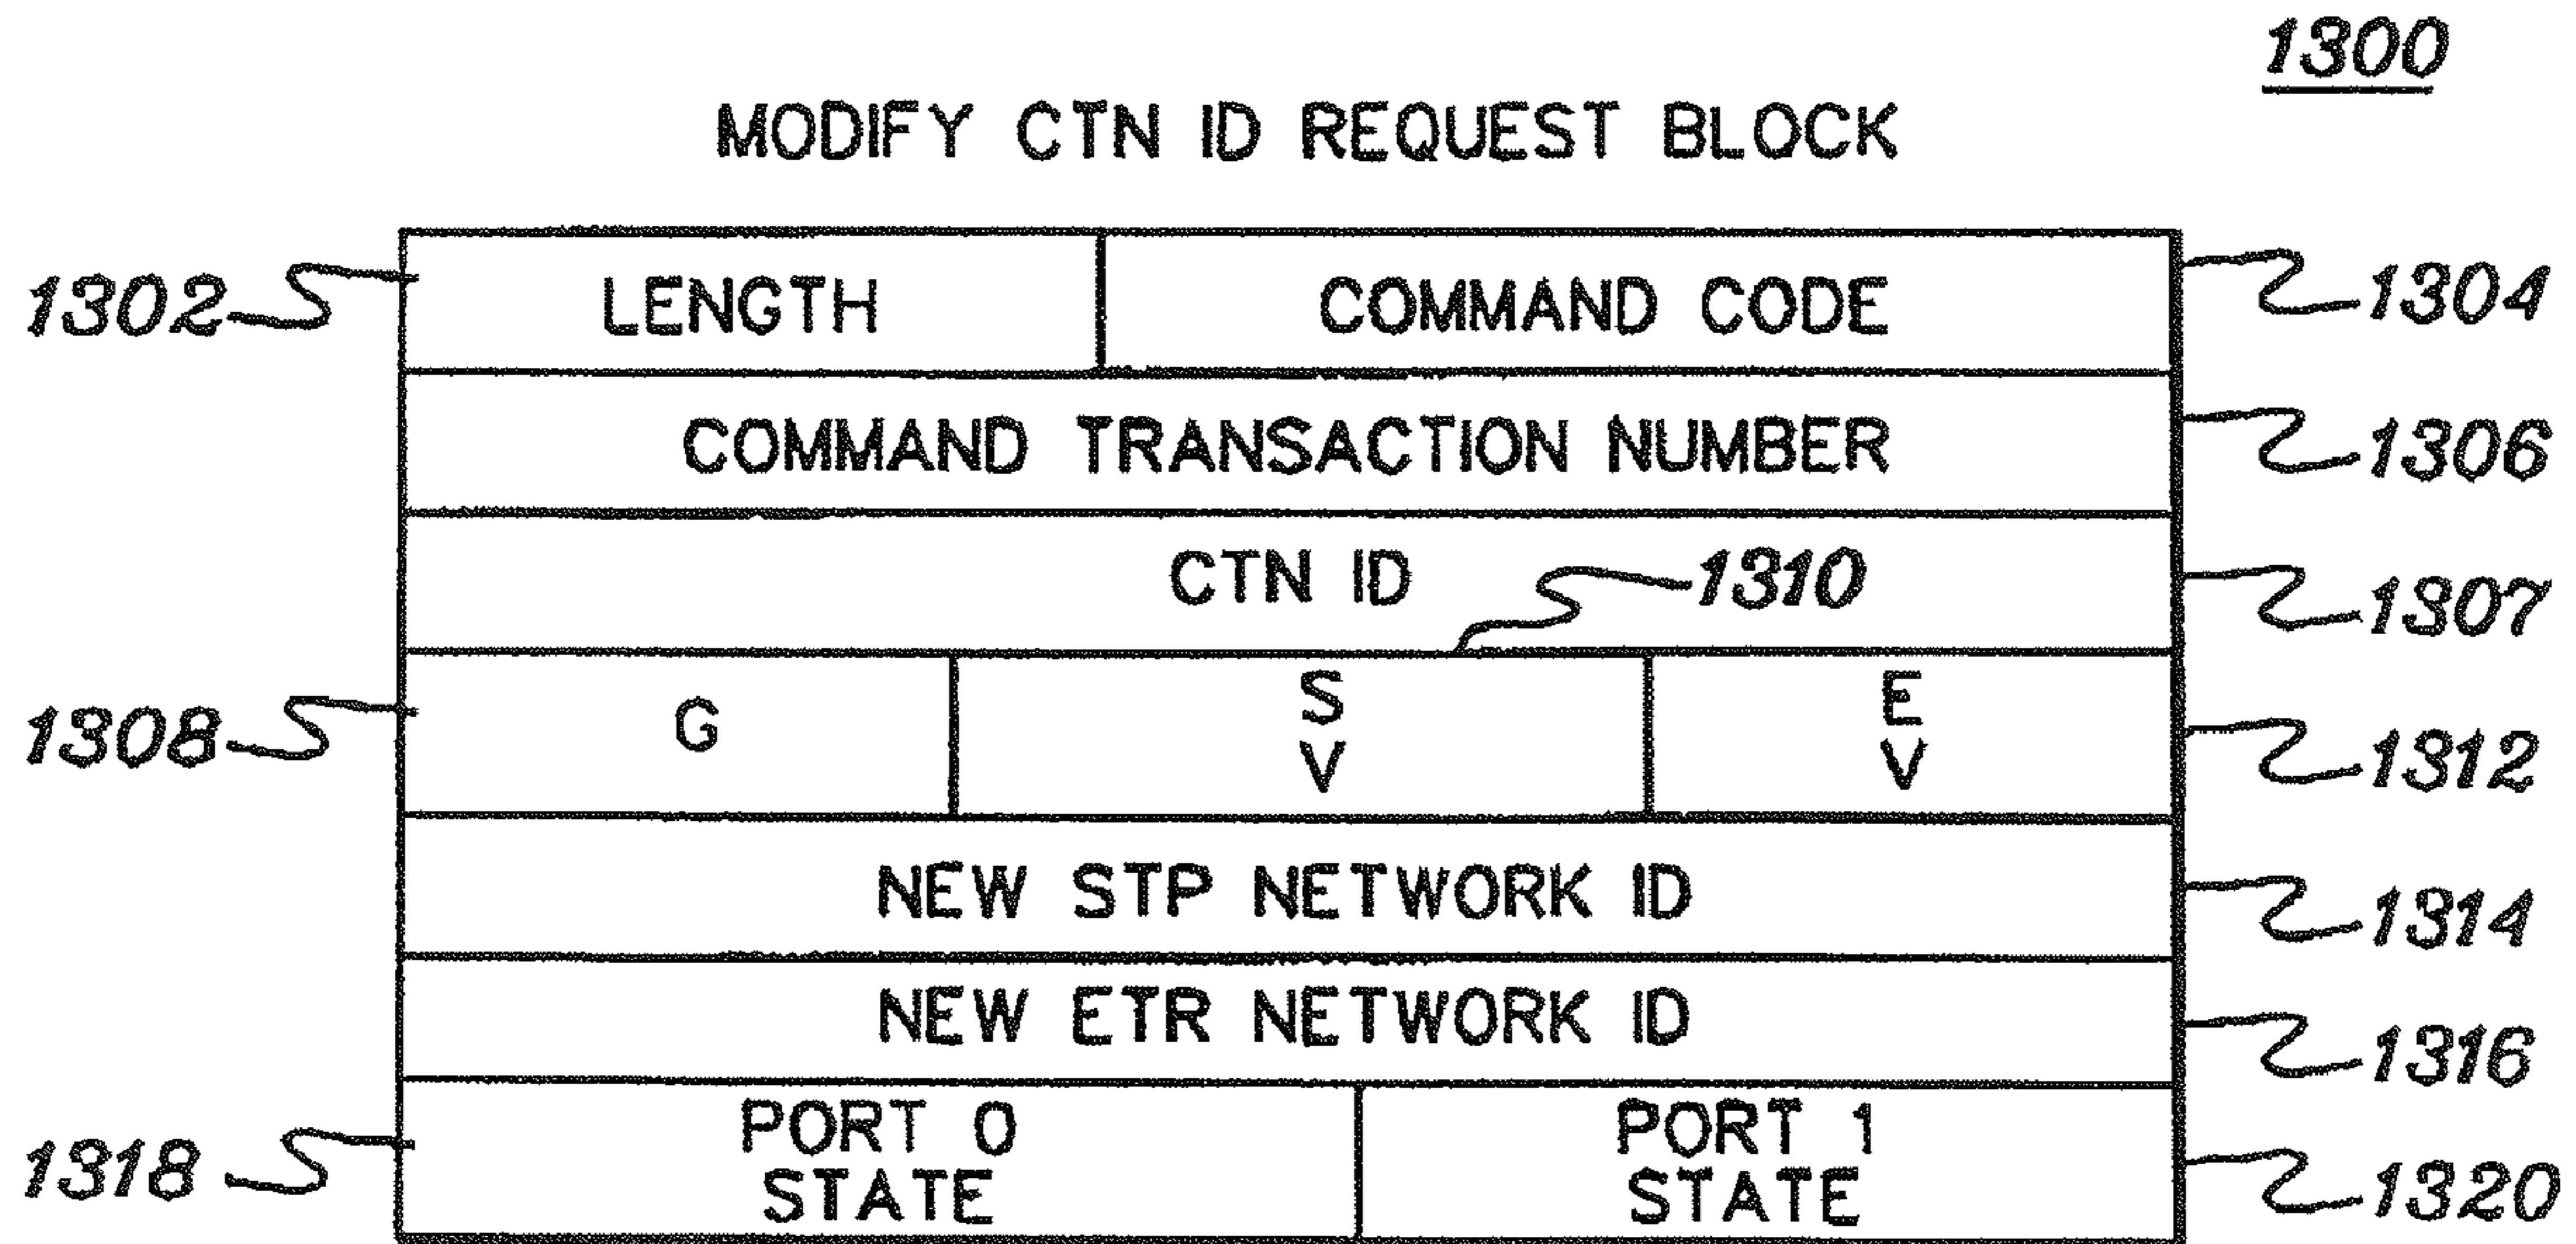 1300
MODIFY CTN ID REQUEST BLOCK
1302 LENGTH COMMAND CODE 1304
COMMAND TRANSACTION NUMBER 1306
CTN ID 1310 1307
1308 G S V E V 1312
NEW STP NETWORK ID 1314
NEW ETR NETWORK ID 1316
1318 PORT 0 STATE PORT 1 STATE 1320